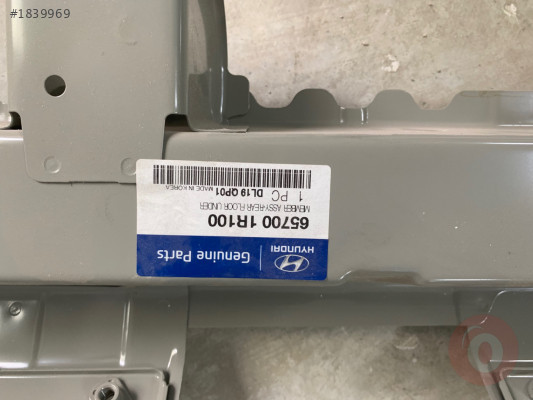 #1839969
HYUNDAI
Genuine Parts
65700 1R100
MEMBER ASSY-REAR FLOOR UNDER
1 PC DL19 QP01 MADE IN KOREA